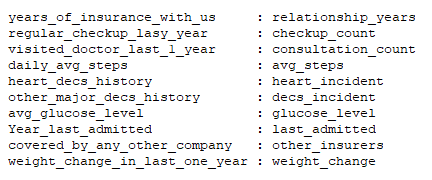 years_of_insurance_with_us : relationship_years
regular_checkup_lasy_year : checkup_count
visited_doctor_last_1_year : consultation_count
daily_avg_steps : avg_steps
heart_decs_history : heart_incident
other_major_decs_history : decs_incident
avg_glucose_level : glucose_level
Year_last_admitted : last_admitted
covered_by_any_other_company : other_insurers
weight_change_in_last_one_year : weight_change